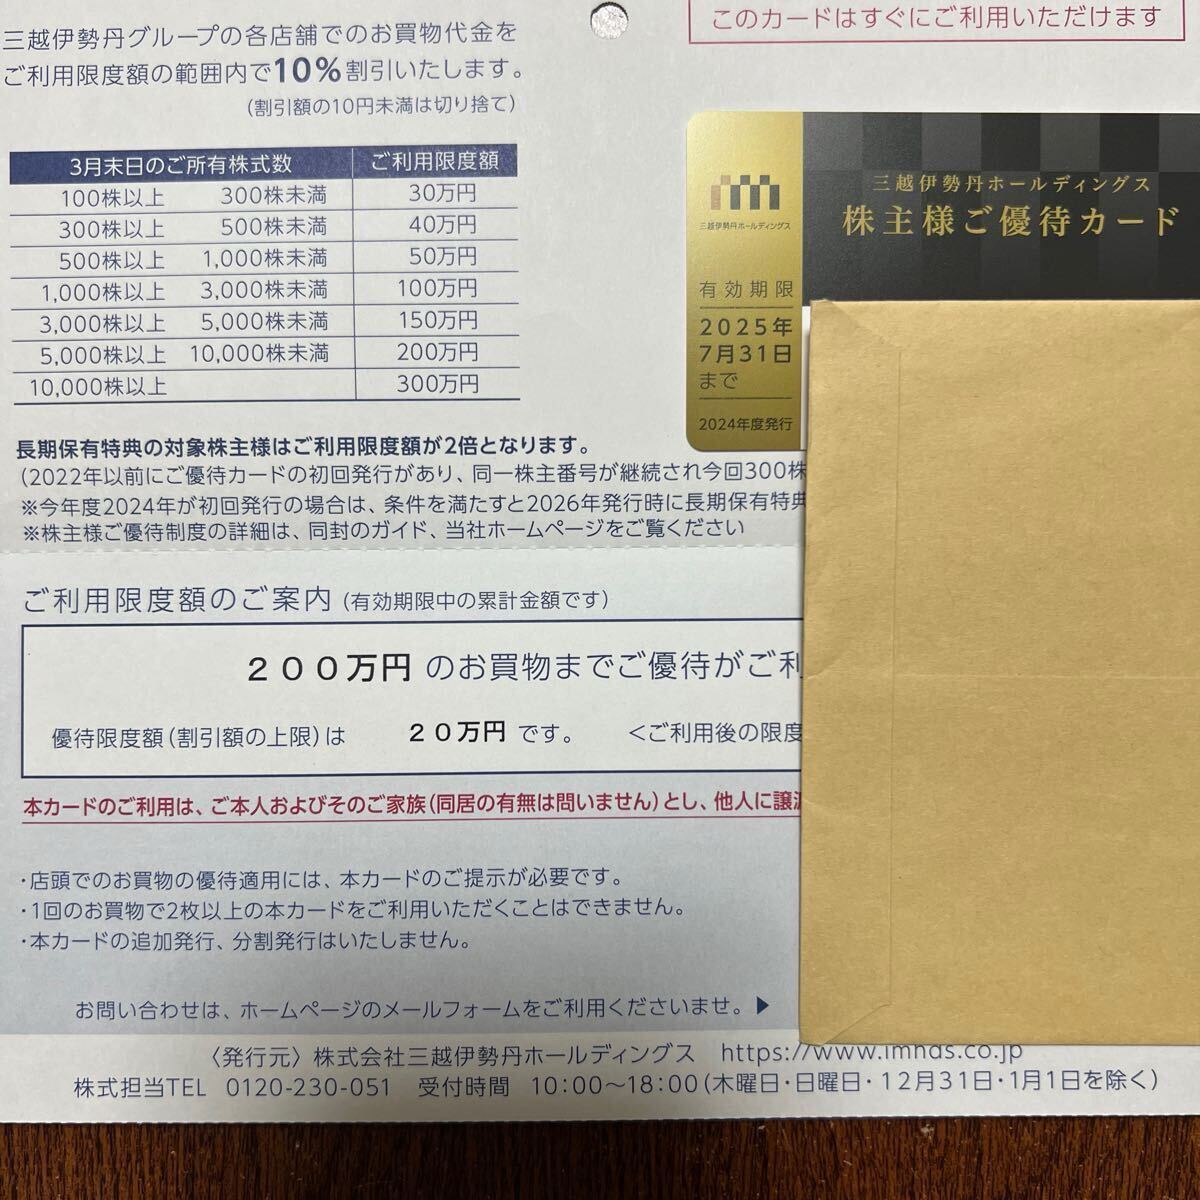 三越伊勢丹グループの各店舗でのお買物代金を
ご利用限度額の範囲内で10%割引いたします。
(割引額の10円未満は切り捨て)
このカードはすぐにご利用いただけます
3月末日のご所有株式数 ご利用限度額
100株以上 300株未満 30万円
300株以上 500株未満 40万円
500株以上 1,000株未満 50万円
1,000株以上 3,000株未満 100万円
3,000株以上 5,000株未満 150万円
5,000株以上 10,000株未満 200万円
10,000株以上 300万円
三越伊勢丹ホールディングス
三越伊勢丹ホールディングス
株主様ご優待カード
有効期限
2025年
7月31日
まで
2024年度発行
長期保有特典の対象株主様はご利用限度額が2倍となります。
(2022年以前にご優待カードの初回発行があり、同一株主番号が継続され今回300株
※今年度2024年が初回発行の場合は、条件を満たすと2026年発行時に長期保有特典
※株主様ご優待制度の詳細は、同封のガイド、当社ホームページをご覧ください
ご利用限度額のご案内 (有効期限中の累計金額です)
200万円 のお買物までご優待がご利
優待限度額(割引額の上限)は 20万円 です。 <ご利用後の限度
本カードのご利用は、ご本人およびそのご家族(同居の有無は問いません)とし、他人に譲
・店頭でのお買物の優待適用には、本カードのご提示が必要です。
・1回のお買物で2枚以上の本カードをご利用いただくことはできません。
・本カードの追加発行、分割発行はいたしません。
お問い合わせは、ホームページのメールフォームをご利用くださいませ。▶
〈発行元〉株式会社三越伊勢丹ホールディングス https://www.imhds.co.jp
株式担当TEL 0120-230-051 受付時間 10:00～18:00(木曜日・日曜日・12月31日・1月1日を除く)